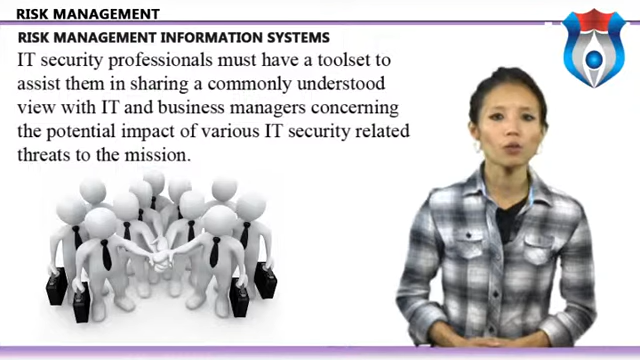 RISK MANAGEMENT
RISK MANAGEMENT INFORMATION SYSTEMS
IT security professionals must have a toolset to
assist them in sharing a commonly understood
view with IT and business managers concerning
the potential impact of various IT security related
threats to the mission.